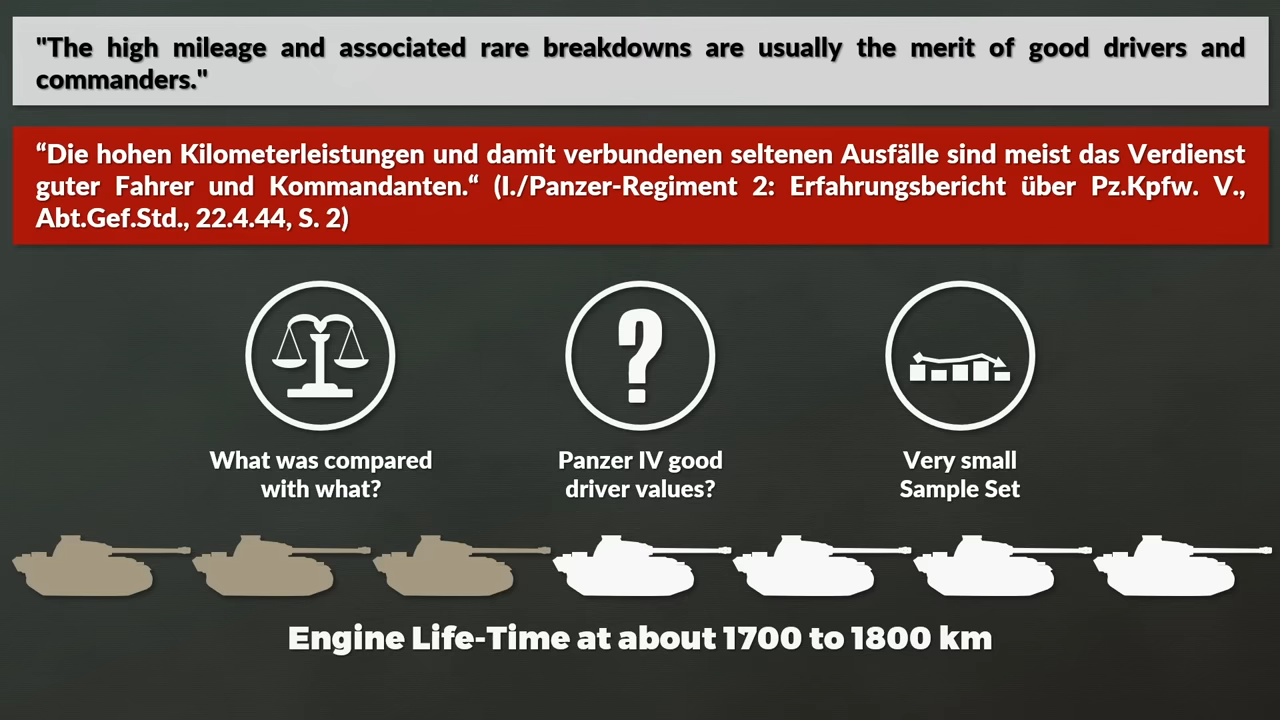 "The high mileage and associated rare breakdowns are usually the merit of good drivers and
commanders."
“Die hohen Kilometerleistungen und damit verbundenen seltenen Ausfälle sind meist das Verdienst
guter Fahrer und Kommandanten.“ (I./Panzer-Regiment 2: Erfahrungsbericht über Pz.Kpfw. V.,
Abt.Gef.Std., 22.4.44, S. 2)
What was compared
with what?
Panzer IV good
driver values?
Very small
Sample Set
Engine Life-Time at about 1700 to 1800 km